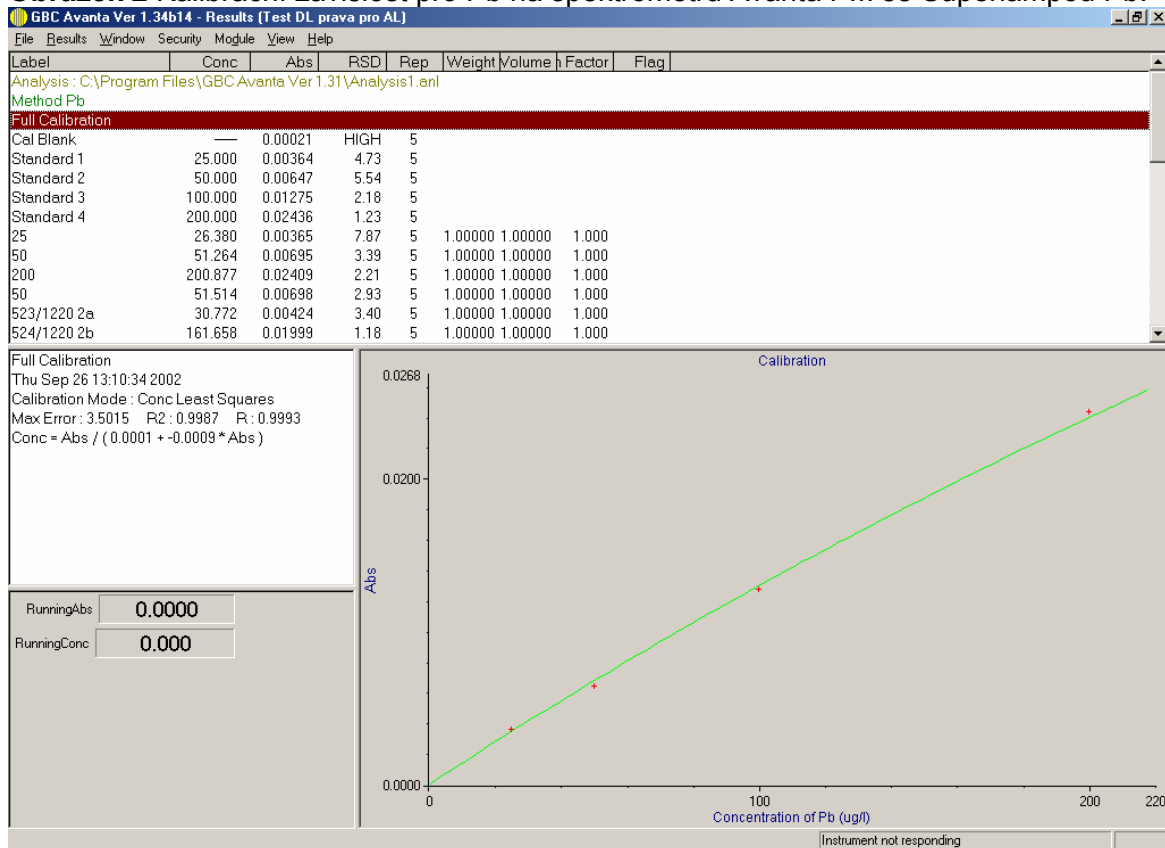 GBC Avanta Ver 1.34b14 - Results (Test DL prava pro AL)
File Results Window Security Module View Help
Label Conc Abs RSD Rep Weight Volume Factor Flag
Analysis : C:\Program Files\GBC Avanta Ver 1.31\Analysis1.anl
Method Pb
Full Calibration
Cal Blank ---- 0.00021 HIGH 5
Standard 1 25.000 0.00364 4.73 5
Standard 2 50.000 0.00647 5.54 5
Standard 3 100.000 0.01275 2.18 5
Standard 4 200.000 0.02436 1.23 5
25 26.380 0.00365 7.87 5 1.00000 1.00000 1.000
50 51.264 0.00695 3.39 5 1.00000 1.00000 1.000
200 200.877 0.02409 2.21 5 1.00000 1.00000 1.000
50 51.514 0.00698 2.93 5 1.00000 1.00000 1.000
523/1220 2a 30.772 0.00424 3.40 5 1.00000 1.00000 1.000
524/1220 2b 161.658 0.01999 1.18 5 1.00000 1.00000 1.000
Full Calibration
Thu Sep 26 13:10:34 2002
Calibration Mode : Conc Least Squares
Max Error : 3.5015 R2 : 0.9987 R : 0.9993
Conc = Abs / ( 0.0001 + -0.0009 * Abs )
RunningAbs 0.0000
RunningConc 0.000
Calibration
0.0268
0.0200
Abs
0.0000
0 100 200 220
Concentration of Pb (ug/l)
Instrument not responding